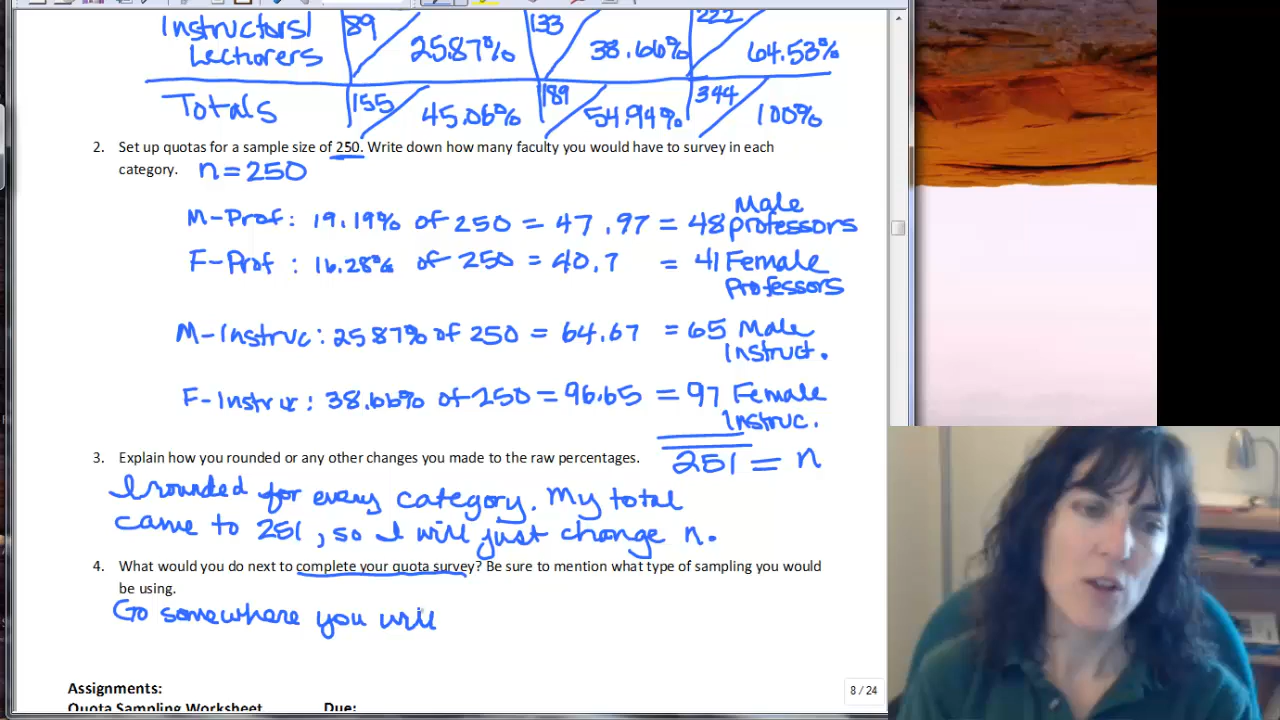 Instructors/ 89 133 222
Lecturers 25.87% 38.66% 64.53%
Totals 155 45.06% 189 54.94% 344 100%
2. Set up quotas for a sample size of 250. Write down how many faculty you would have to survey in each
category. n=250
M-Prof: 19.19% of 250 = 47.97 = 48 Male professors
F-Prof: 16.28% of 250 = 40.7 = 41 Female Professors
M-Instruc: 25.87% of 250 = 64.67 = 65 Male Instruct.
F-Instruc: 38.66% of 250 = 96.65 = 97 Female Instruc.
251 = n
3. Explain how you rounded or any other changes you made to the raw percentages.
I rounded for every category. My total
came to 251, so I will just change n.
4. What would you do next to complete your quota survey? Be sure to mention what type of sampling you would
be using.
Go somewhere you will
8 / 24
Assignments:
Quota Sampling Worksheet Due: